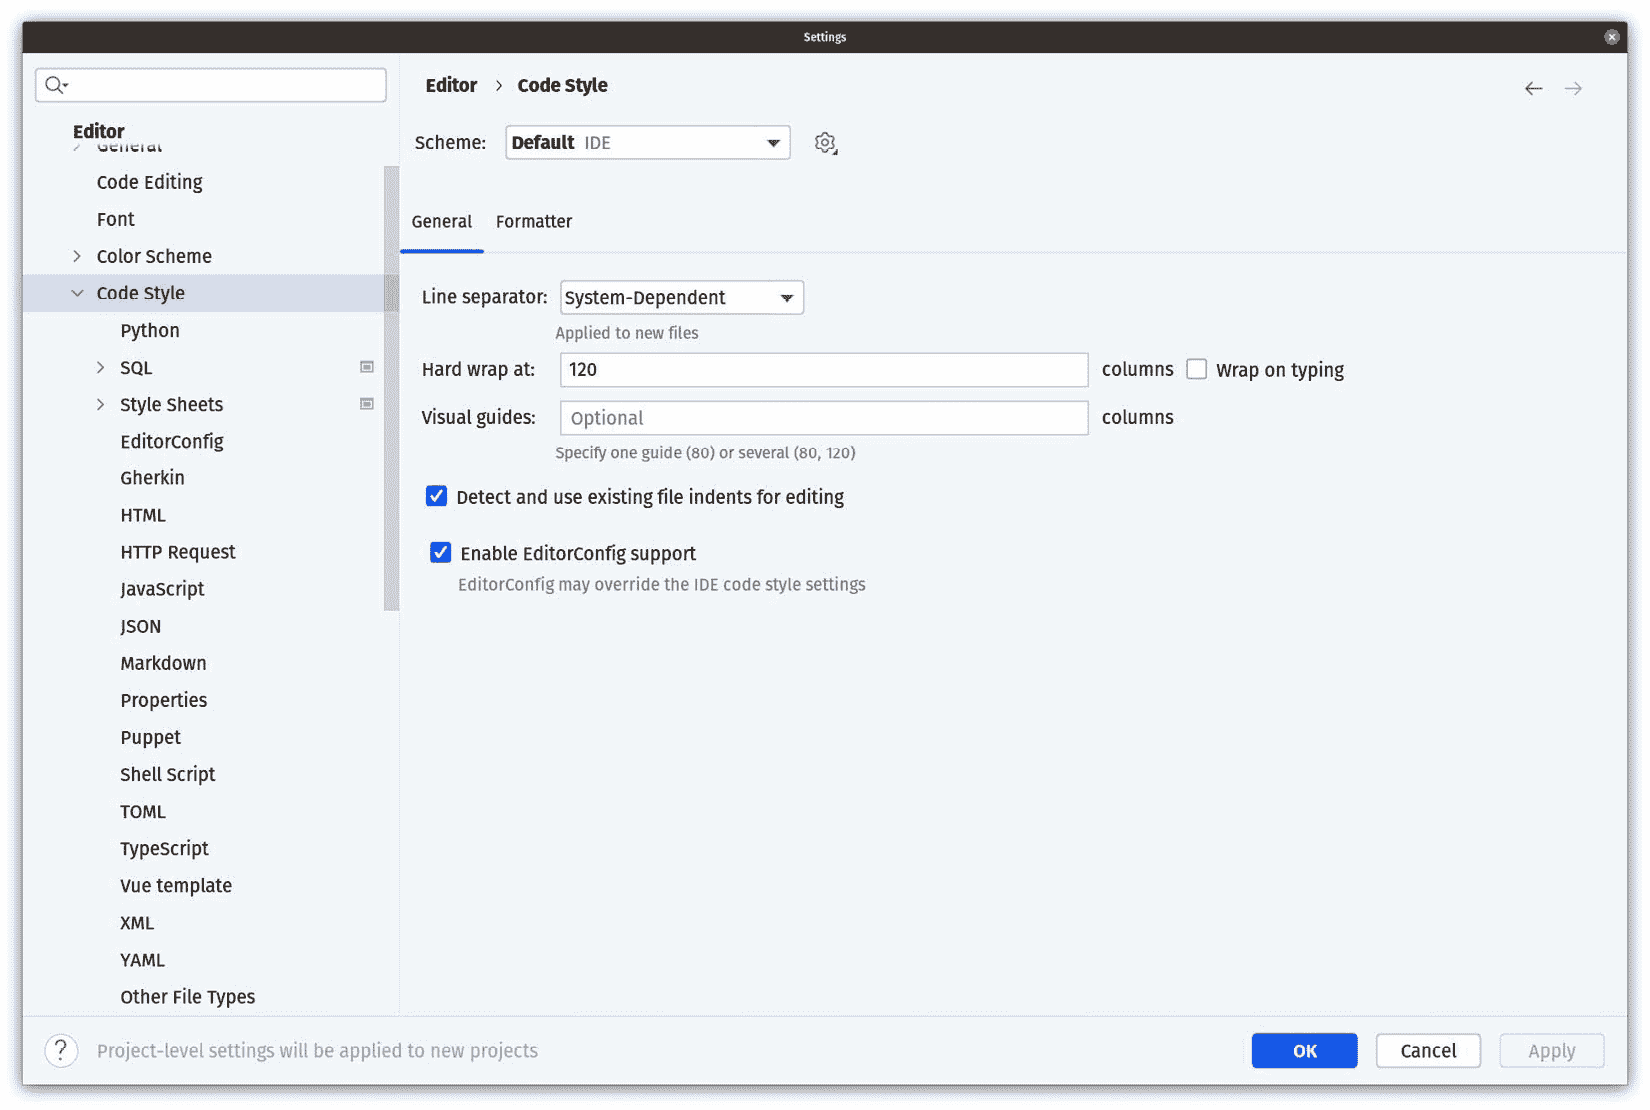 Settings
Editor
General
Code Editing
Font
Color Scheme
Code Style
Python
SQL
Style Sheets
EditorConfig
Gherkin
HTML
HTTP Request
JavaScript
JSON
Markdown
Properties
Puppet
Shell Script
TOML
TypeScript
Vue template
XML
YAML
Other File Types
Editor › Code Style
Scheme: Default IDE
General Formatter
Line separator: System-Dependent
Applied to new files
Hard wrap at: 120 columns Wrap on typing
Visual guides: Optional columns
Specify one guide (80) or several (80, 120)
Detect and use existing file indents for editing
Enable EditorConfig support
EditorConfig may override the IDE code style settings
? Project-level settings will be applied to new projects
OK Cancel Apply